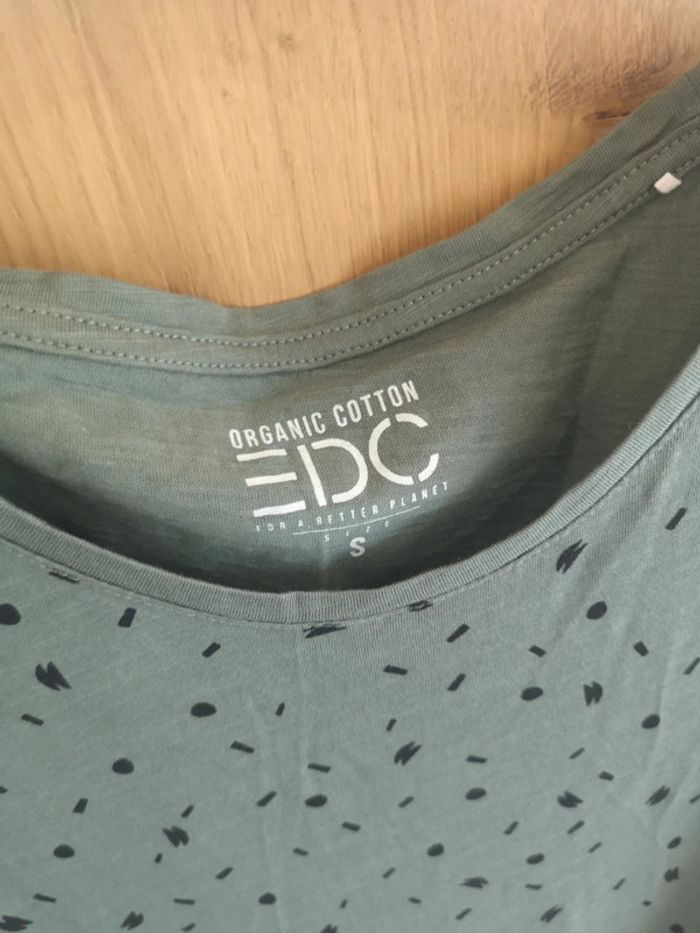 ORGANIC COTTON
EDC
FOR A BETTER PLANET
SIZE
S